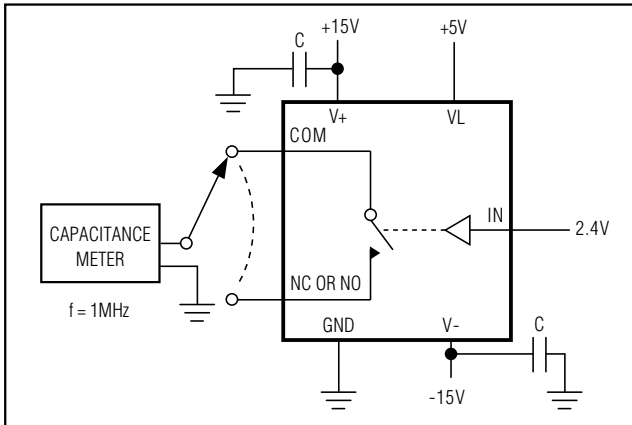 +15V
+5V
C
V+
VL
COM
IN
2.4V
CAPACITANCE
METER
NC OR NO
f = 1MHz
GND
V-
C
-15V